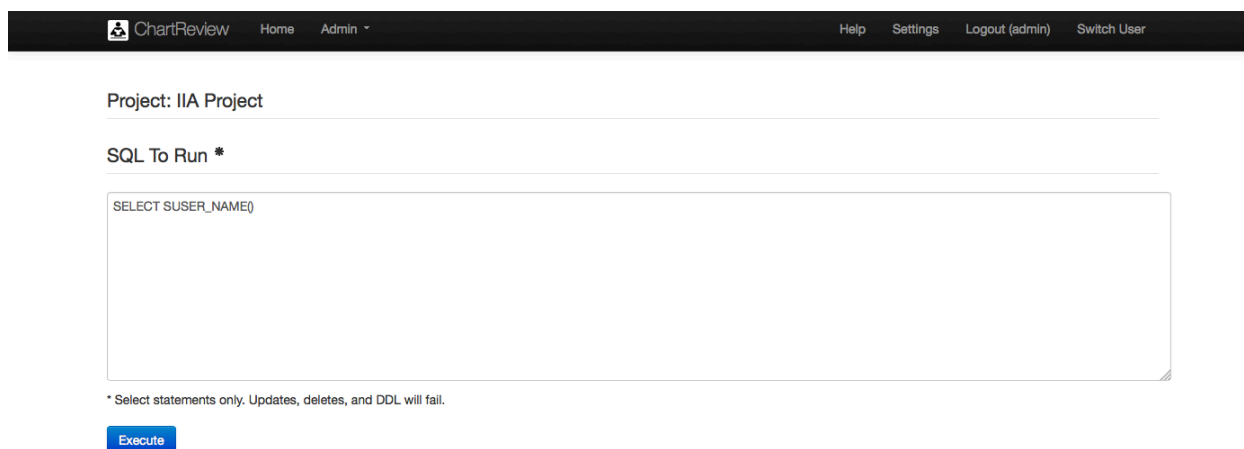 ChartReview Home Admin Help Settings Logout (admin) Switch User
Project: IIA Project
SQL To Run *
SELECT SUSER_NAME()
* Select statements only. Updates, deletes, and DDL will fail.
Execute